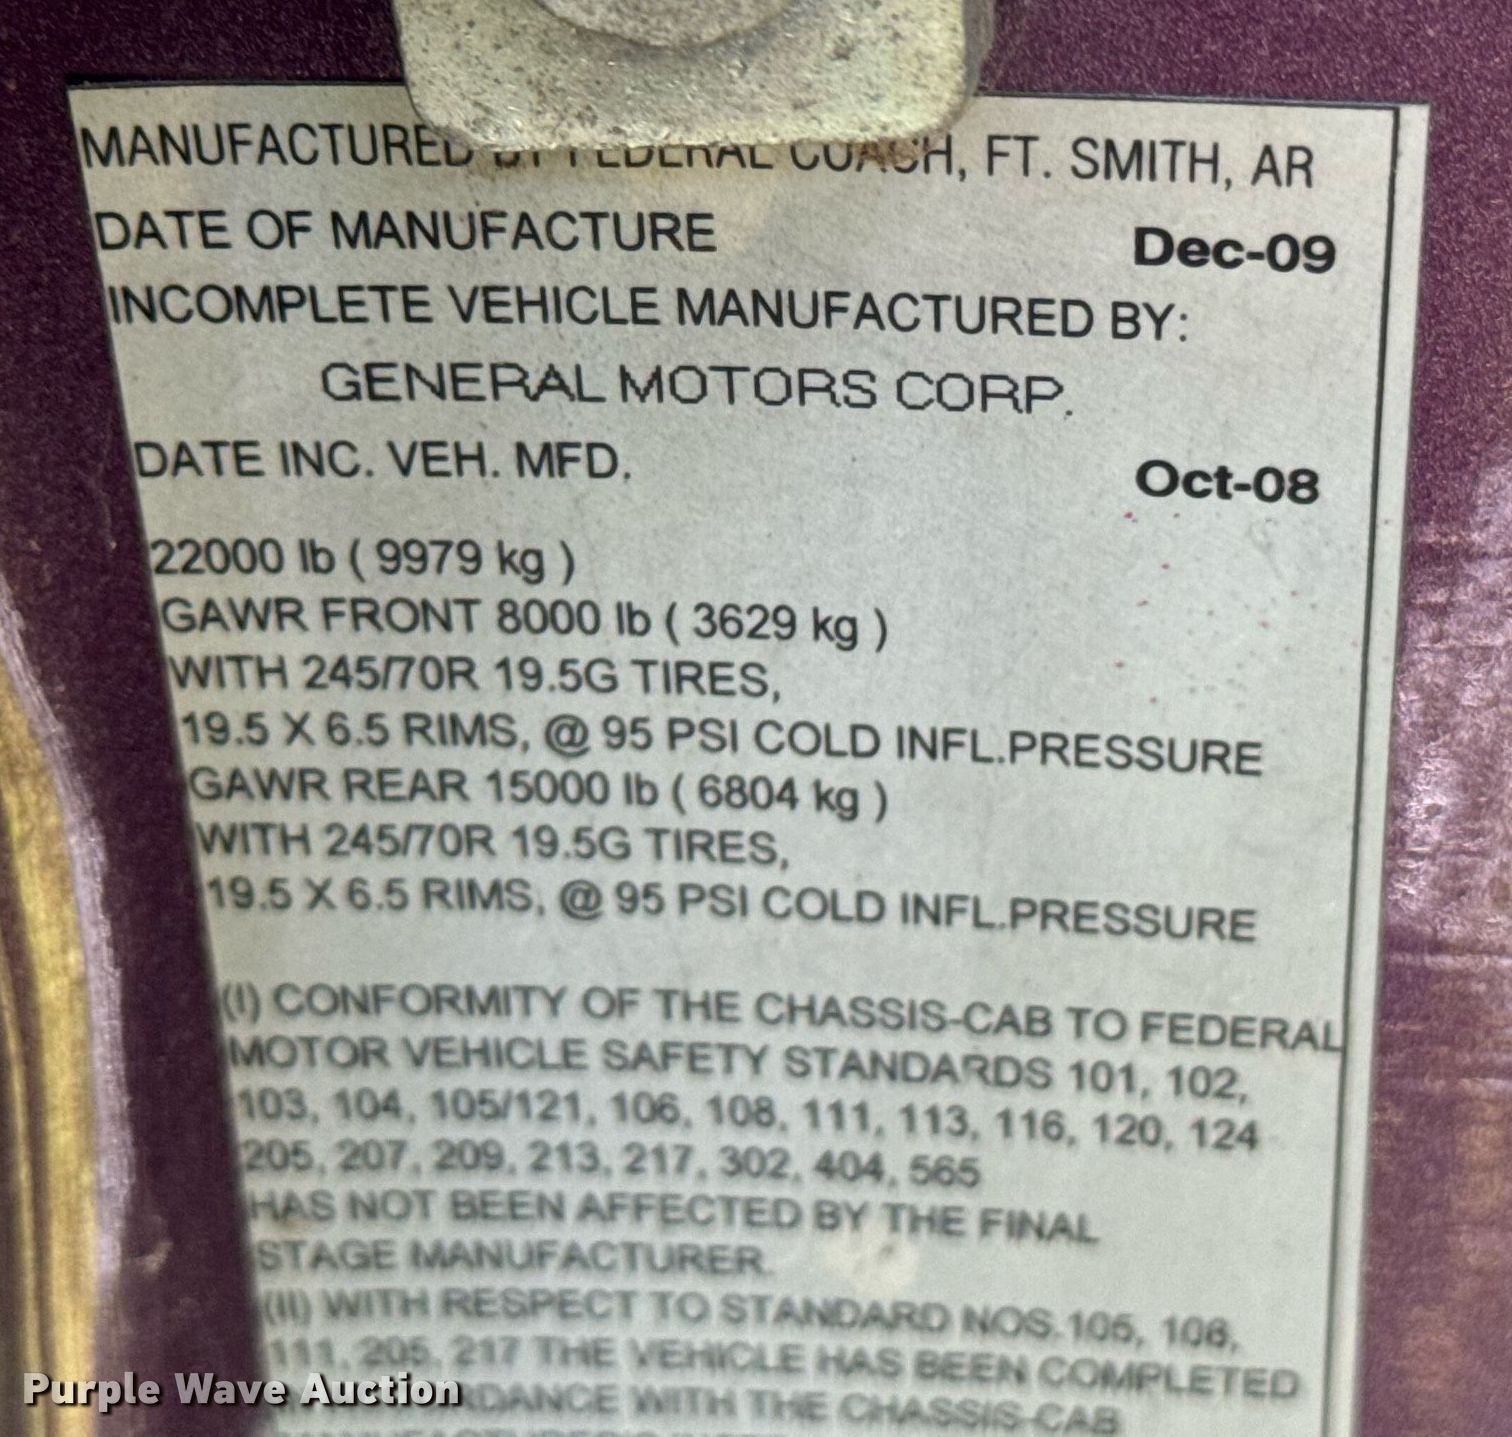 MANUFACTURED BY FEDERAL COACH, FT. SMITH, AR
DATE OF MANUFACTURE Dec-09
INCOMPLETE VEHICLE MANUFACTURED BY:
GENERAL MOTORS CORP.
DATE INC. VEH. MFD. Oct-08
22000 lb ( 9979 kg )
GAWR FRONT 8000 lb ( 3629 kg )
WITH 245/70R 19.5G TIRES,
19.5 X 6.5 RIMS, @ 95 PSI COLD INFL.PRESSURE
GAWR REAR 15000 lb ( 6804 kg )
WITH 245/70R 19.5G TIRES,
19.5 X 6.5 RIMS, @ 95 PSI COLD INFL.PRESSURE
(I) CONFORMITY OF THE CHASSIS-CAB TO FEDERAL
MOTOR VEHICLE SAFETY STANDARDS 101, 102,
103, 104, 105/121, 106, 108, 111, 113, 116, 120, 124
205, 207, 209, 213, 217, 302, 404, 565
HAS NOT BEEN AFFECTED BY THE FINAL
STAGE MANUFACTURER.
(II) WITH RESPECT TO STANDARD NOS. 105, 108,
111, 205, 217 THE VEHICLE HAS BEEN COMPLETED
WITH THE CHASSIS-CAB
Purple Wave Auction